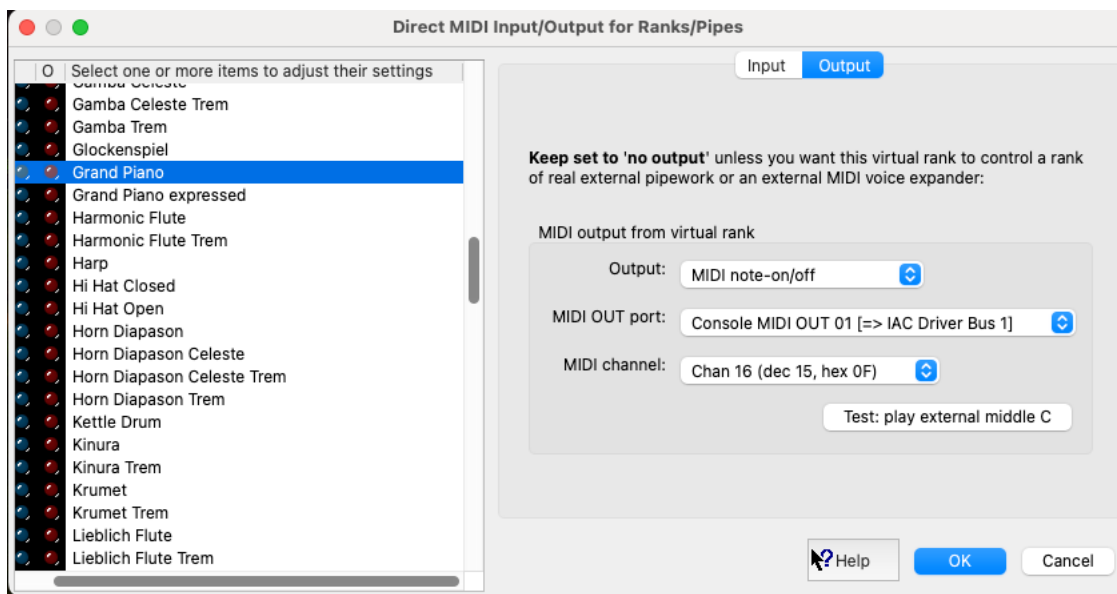 Direct MIDI Input/Output for Ranks/Pipes
O Select one or more items to adjust their settings
Gamba Celeste
Gamba Celeste Trem
Gamba Trem
Glockenspiel
Grand Piano
Grand Piano expressed
Harmonic Flute
Harmonic Flute Trem
Harp
Hi Hat Closed
Hi Hat Open
Horn Diapason
Horn Diapason Celeste
Horn Diapason Celeste Trem
Horn Diapason Trem
Kettle Drum
Kinura
Kinura Trem
Krumet
Krumet Trem
Lieblich Flute
Lieblich Flute Trem
Input Output
Keep set to 'no output' unless you want this virtual rank to control a rank
of real external pipework or an external MIDI voice expander:
MIDI output from virtual rank
Output: MIDI note-on/off
MIDI OUT port: Console MIDI OUT 01 [=> IAC Driver Bus 1]
MIDI channel: Chan 16 (dec 15, hex 0F)
Test: play external middle C
? Help OK Cancel